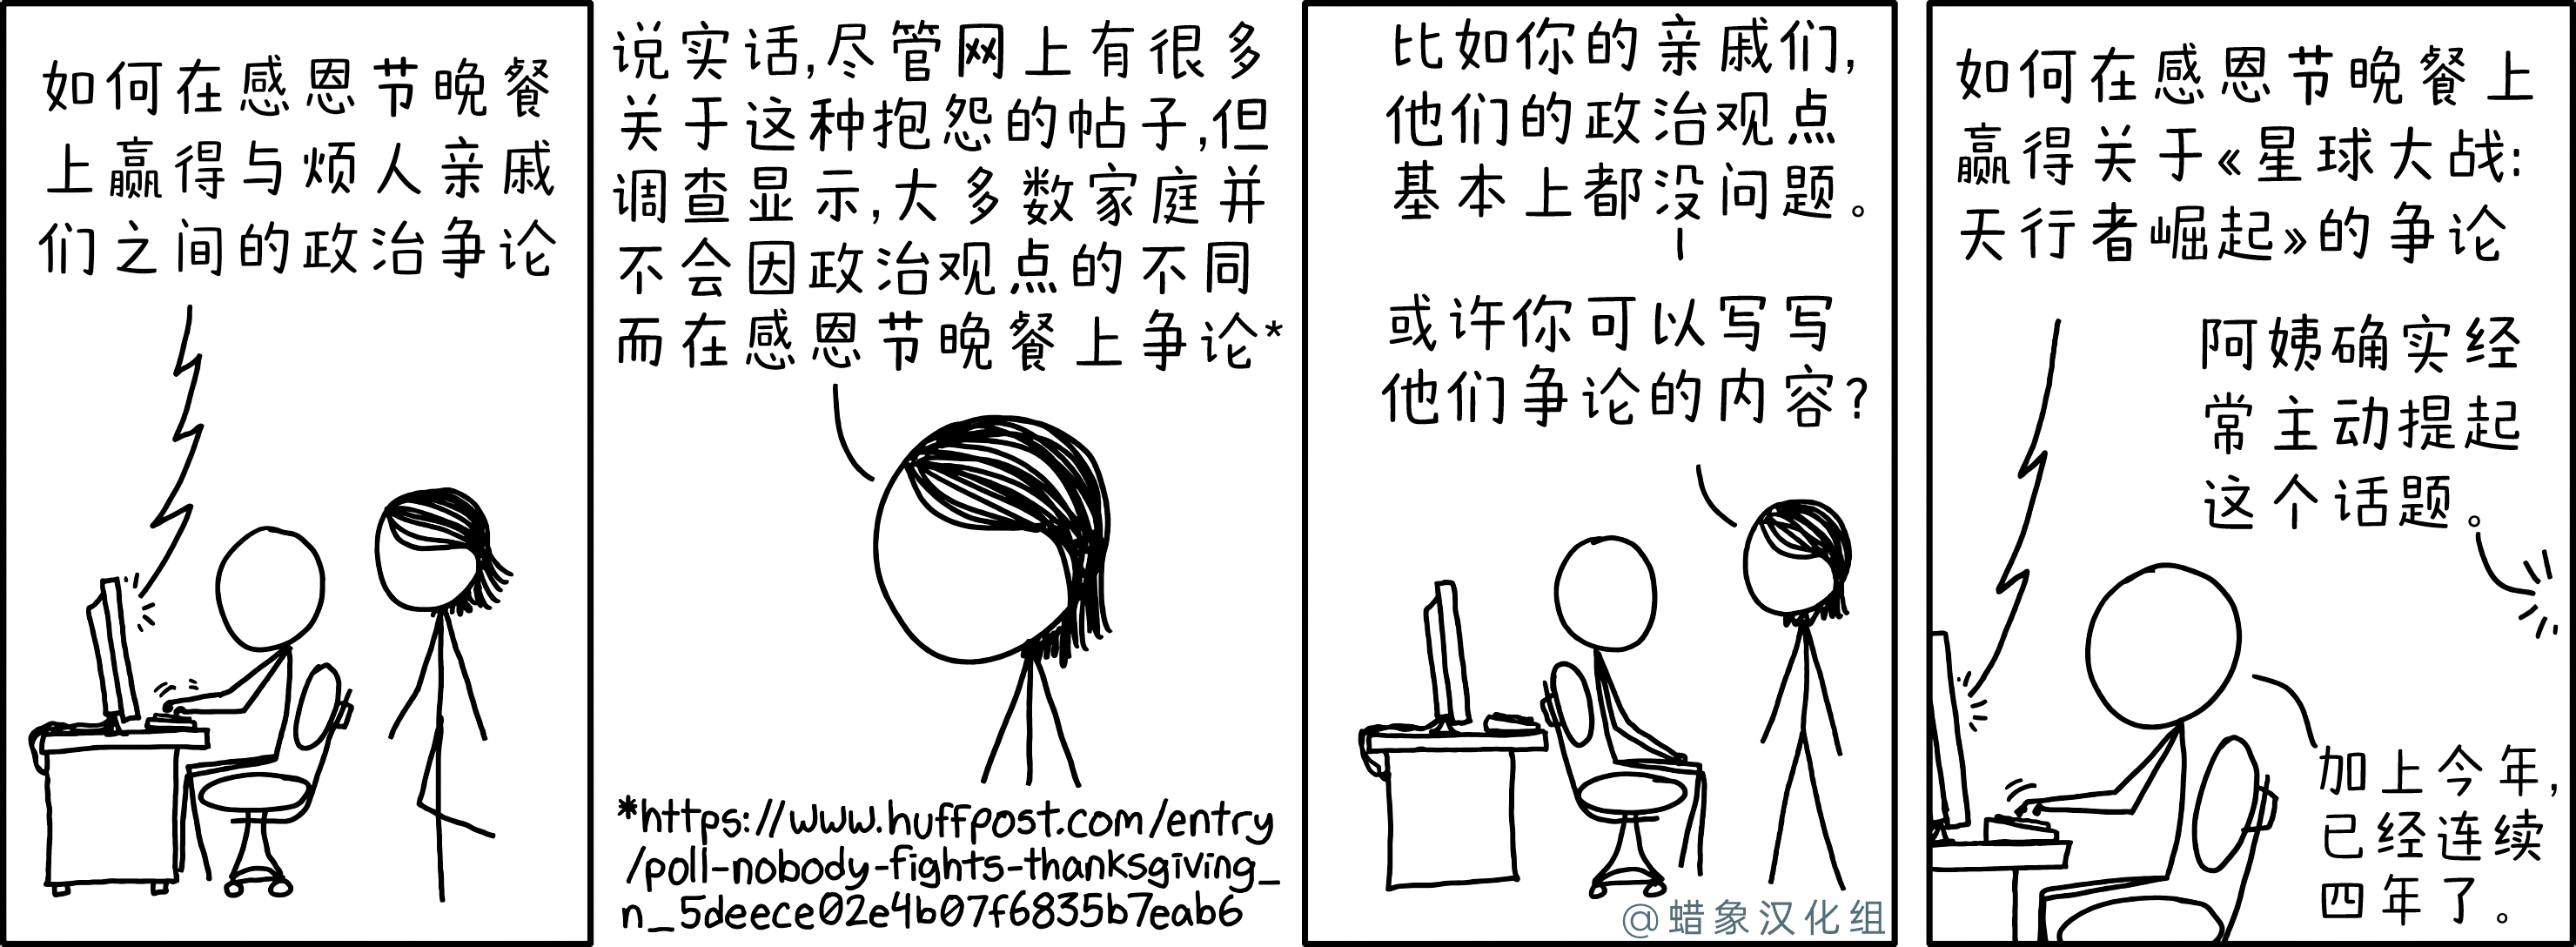 如何在感恩节晚餐
上赢得与烦人亲戚
们之间的政治争论
说实话,尽管网上有很多
关于这种抱怨的帖子,但
调查显示,大多数家庭并
不会因政治观点的不同
而在感恩节晚餐上争论*
*https://www.huffpost.com/entry
/poll-nobody-fights-thanksgiving_
n_5deece02e4b07f6835b7eab6
比如你的亲戚们,
他们的政治观点
基本上都没问题。
或许你可以写写
他们争论的内容?
@蜡象汉化组
如何在感恩节晚餐上
赢得关于《星球大战:
天行者崛起》的争论
阿姨确实经
常主动提起
这个话题。
加上今年,
已经连续
四年了。